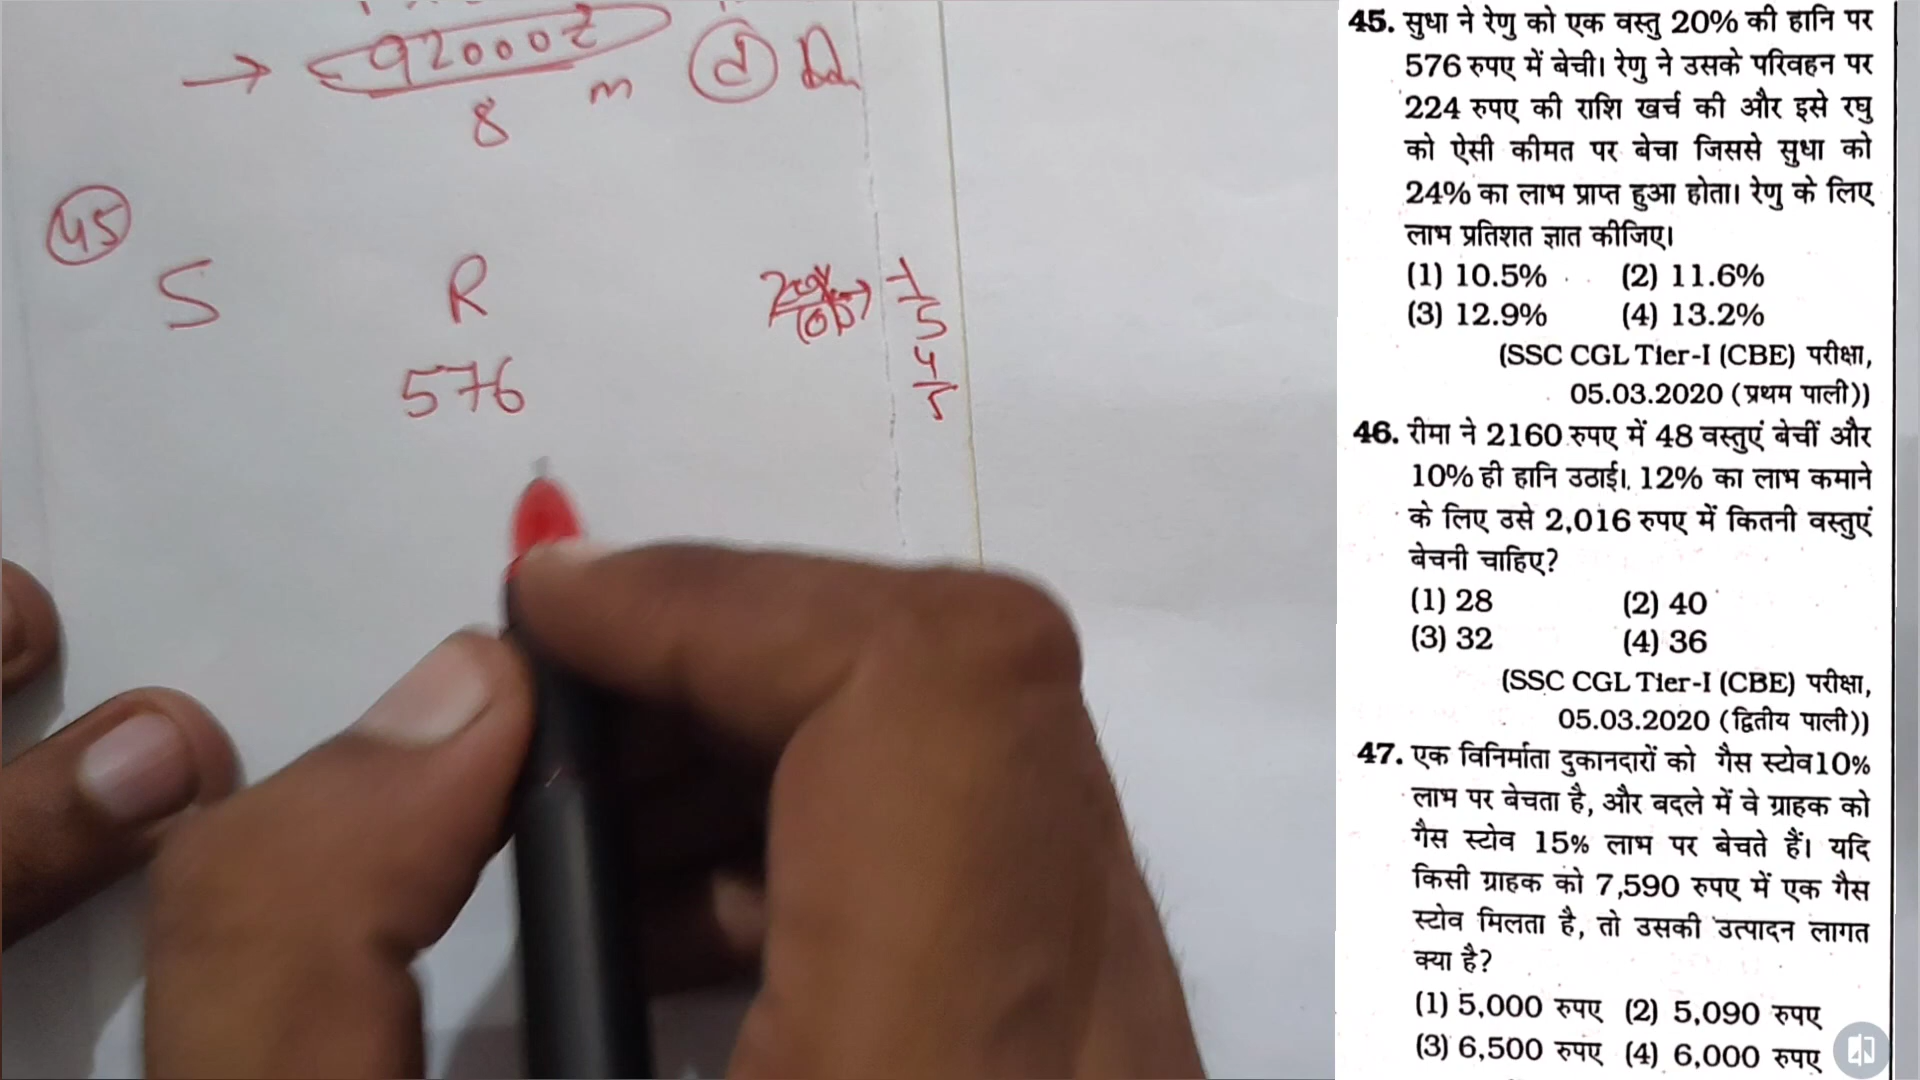 → 92000₹ (d) Ans
8 m
45
S R
20%/100 → 1/5
4/5
576
45. सुधा ने रेणु को एक वस्तु 20% की हानि पर
576 रुपए में बेची। रेणु ने उसके परिवहन पर
224 रुपए की राशि खर्च की और इसे रघु
को ऐसी कीमत पर बेचा जिससे सुधा को
24% का लाभ प्राप्त हुआ होता। रेणु के लिए
लाभ प्रतिशत ज्ञात कीजिए।
(1) 10.5% (2) 11.6%
(3) 12.9% (4) 13.2%
(SSC CGL Tier-I (CBE) परीक्षा,
05.03.2020 (प्रथम पाली))
46. रीमा ने 2160 रुपए में 48 वस्तुएं बेचीं और
10% ही हानि उठाई। 12% का लाभ कमाने
के लिए उसे 2,016 रुपए में कितनी वस्तुएं
बेचनी चाहिए?
(1) 28 (2) 40
(3) 32 (4) 36
(SSC CGL Tier-I (CBE) परीक्षा,
05.03.2020 (द्वितीय पाली))
47. एक विनिर्माता दुकानदारों को गैस स्टोव 10%
लाभ पर बेचता है, और बदले में वे ग्राहक को
गैस स्टोव 15% लाभ पर बेचते हैं। यदि
किसी ग्राहक को 7,590 रुपए में एक गैस
स्टोव मिलता है, तो उसकी उत्पादन लागत
क्या है?
(1) 5,000 रुपए (2) 5,090 रुपए
(3) 6,500 रुपए (4) 6,000 रुपए